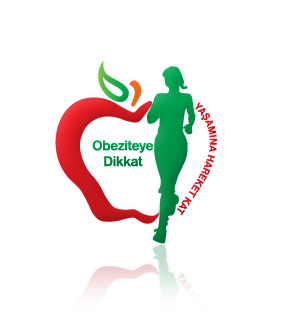 Obeziteye
Dikkat
YAŞAMINA HAREKET KAT